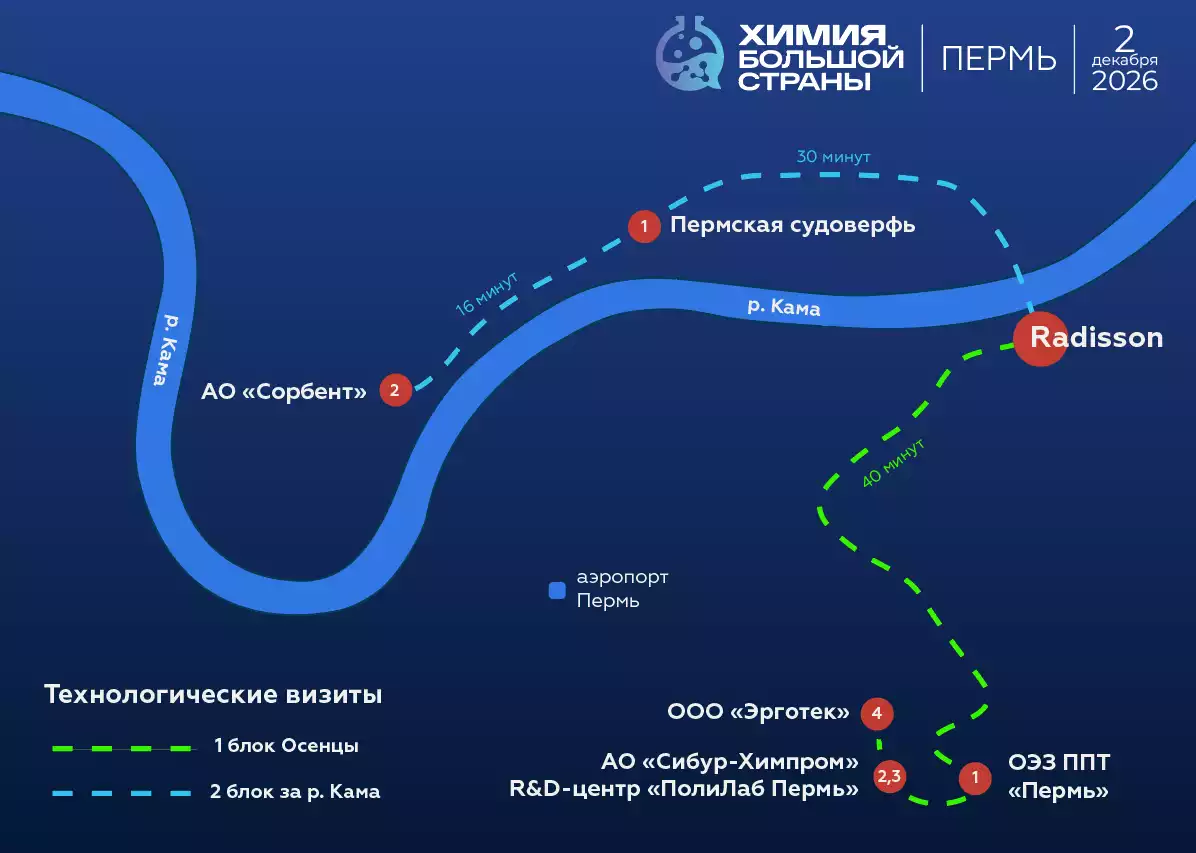 ХИМИЯ
БОЛЬШОЙ
СТРАНЫ
ПЕРМЬ
2
декабря
2026
30 минут
1
Пермская судоверфь
16 минут
р. Кама
р. Кама
Radisson
АО «Сорбент»
2
40 минут
аэропорт
Пермь
Технологические визиты
1 блок Осенцы
2 блок за р. Кама
ООО «Эрготек»
4
АО «Сибур-Химпром»
R&D-центр «ПолиЛаб Пермь»
2,3
1
ОЭЗ ППТ
«Пермь»